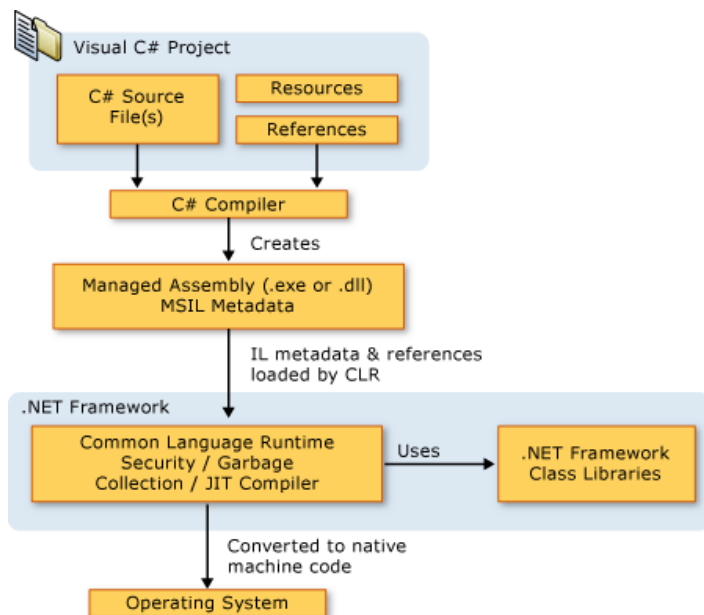 Visual C# Project
C# Source
File(s)
Resources
References
C# Compiler
Creates
Managed Assembly (.exe or .dll)
MSIL Metadata
IL metadata & references
loaded by CLR
.NET Framework
Common Language Runtime
Security / Garbage
Collection / JIT Compiler
Uses
.NET Framework
Class Libraries
Converted to native
machine code
Operating System